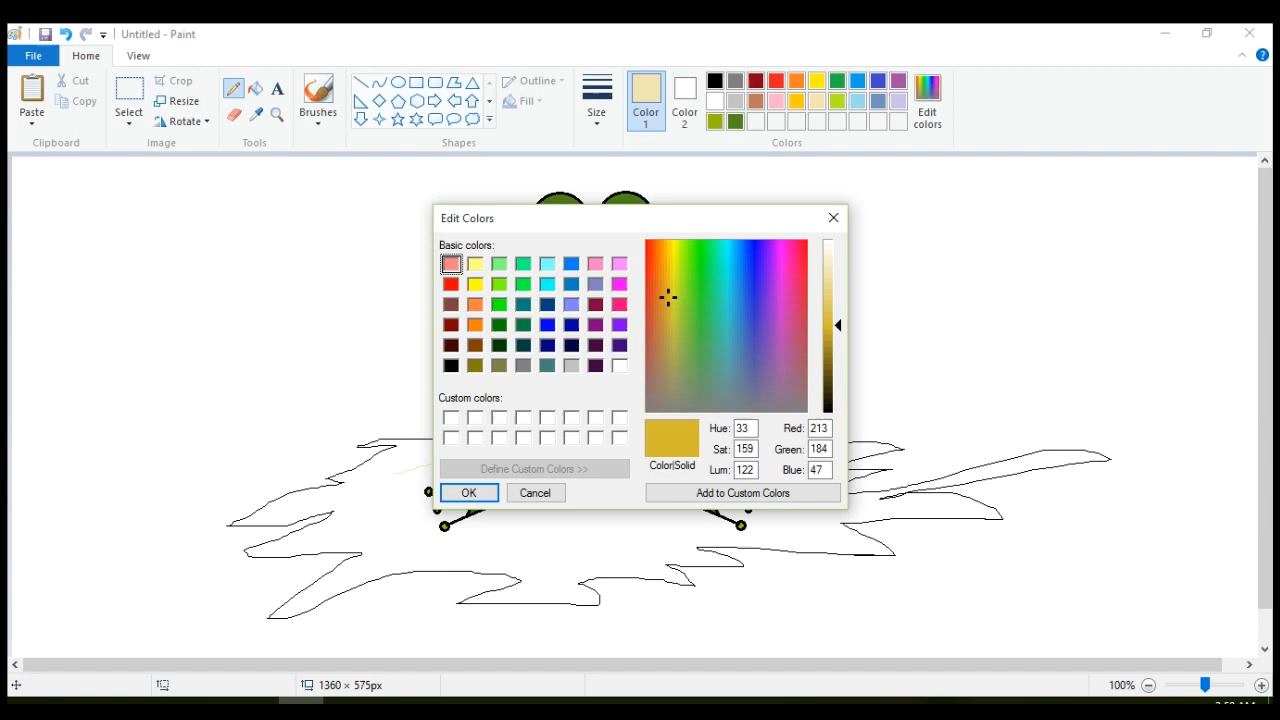 Untitled - Paint
File Home View
Paste
Cut
Copy
Clipboard
Select
Crop
Resize
Rotate
Image
A
Tools
Brushes
Outline
Fill
Shapes
Size
Color 1
Color 2
Edit colors
Colors
Edit Colors
Basic colors:
Custom colors:
Define Custom Colors >>
OK Cancel
Color|Solid
Hue: 33 Red: 213
Sat: 159 Green: 184
Lum: 122 Blue: 47
Add to Custom Colors
1360 × 575px 100%